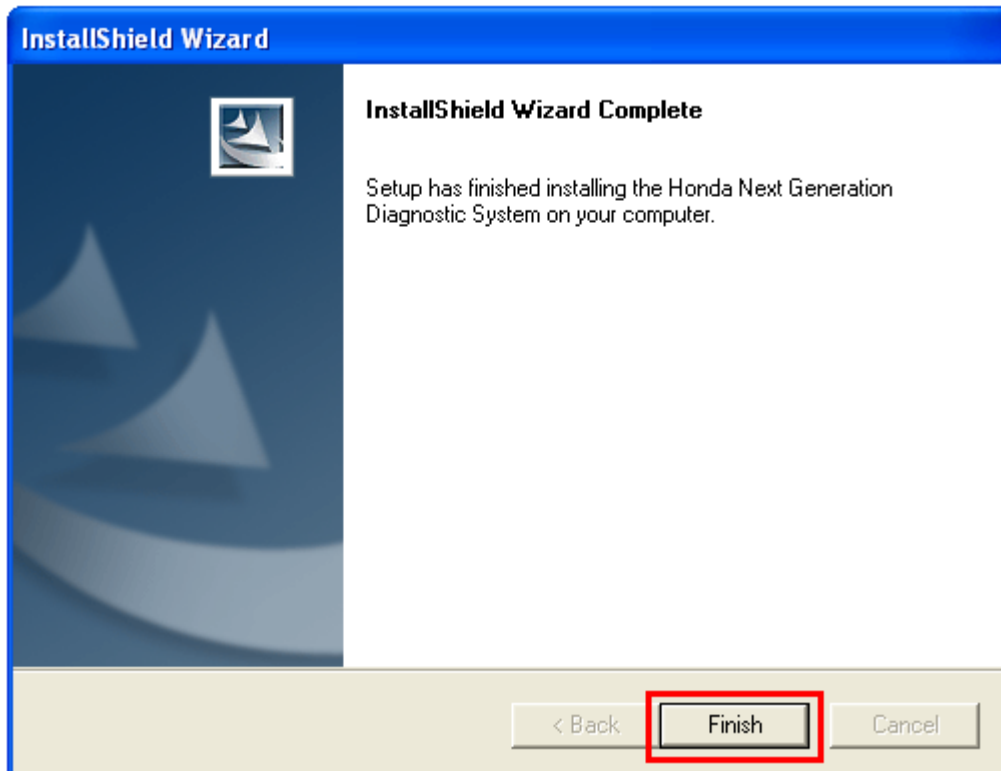 InstallShield Wizard
InstallShield Wizard Complete
Setup has finished installing the Honda Next Generation
Diagnostic System on your computer.
< Back
Finish
Cancel